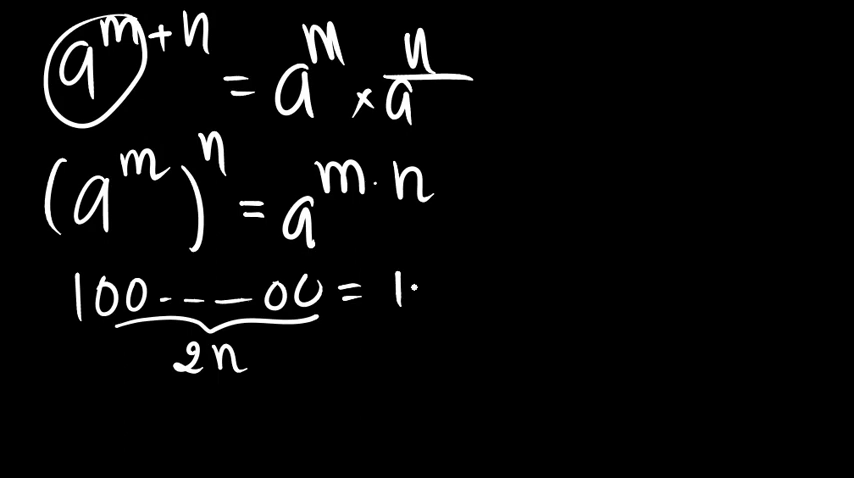 a^m+n = a^m × a^n
(a^m)^n = a^m·n
100---00 = 1·
2n